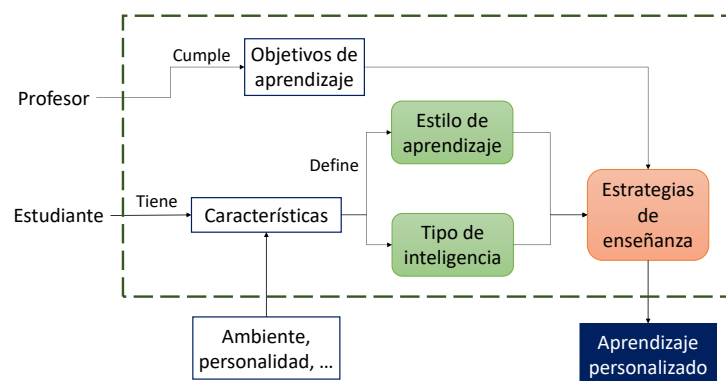 Cumple
Objetivos de
aprendizaje
Profesor
Estilo de
aprendizaje
Define
Estudiante
Tiene
Características
Tipo de
inteligencia
Estrategias
de
enseñanza
Ambiente,
personalidad, ...
Aprendizaje
personalizado